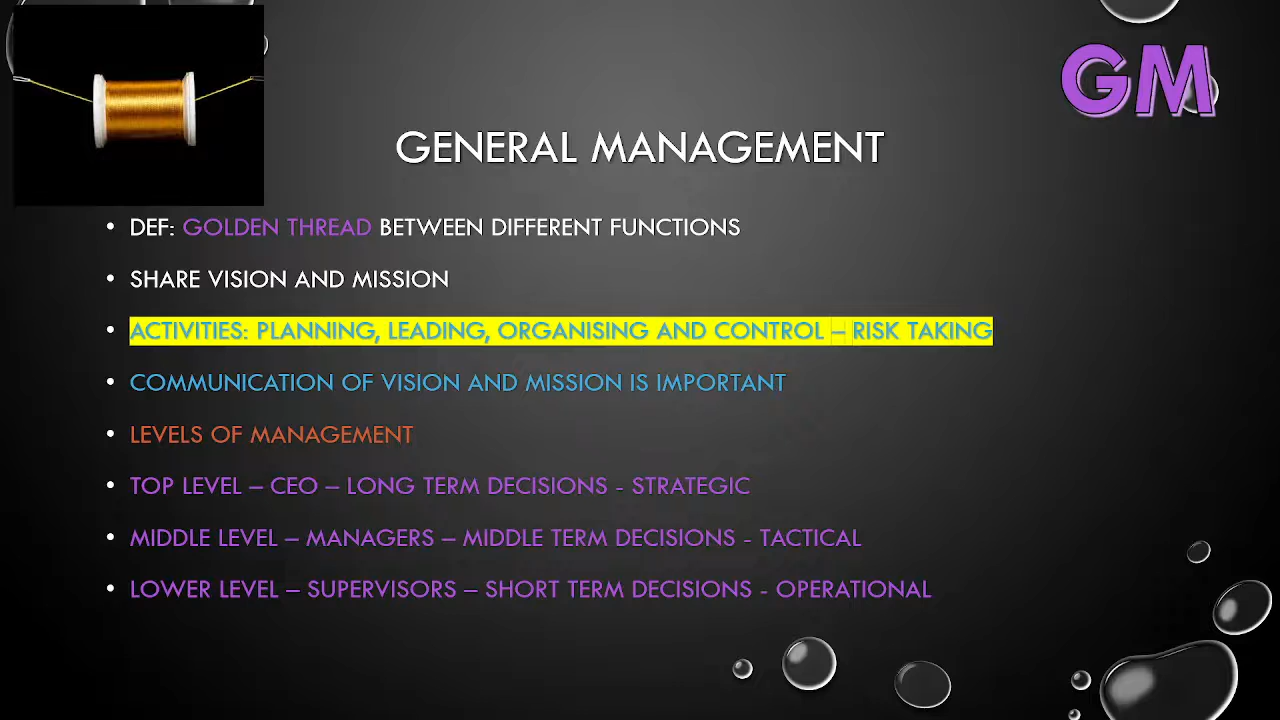 GM
GENERAL MANAGEMENT
• DEF: GOLDEN THREAD BETWEEN DIFFERENT FUNCTIONS
• SHARE VISION AND MISSION
• ACTIVITIES: PLANNING, LEADING, ORGANISING AND CONTROL – RISK TAKING
• COMMUNICATION OF VISION AND MISSION IS IMPORTANT
• LEVELS OF MANAGEMENT
• TOP LEVEL – CEO – LONG TERM DECISIONS - STRATEGIC
• MIDDLE LEVEL – MANAGERS – MIDDLE TERM DECISIONS - TACTICAL
• LOWER LEVEL – SUPERVISORS – SHORT TERM DECISIONS - OPERATIONAL